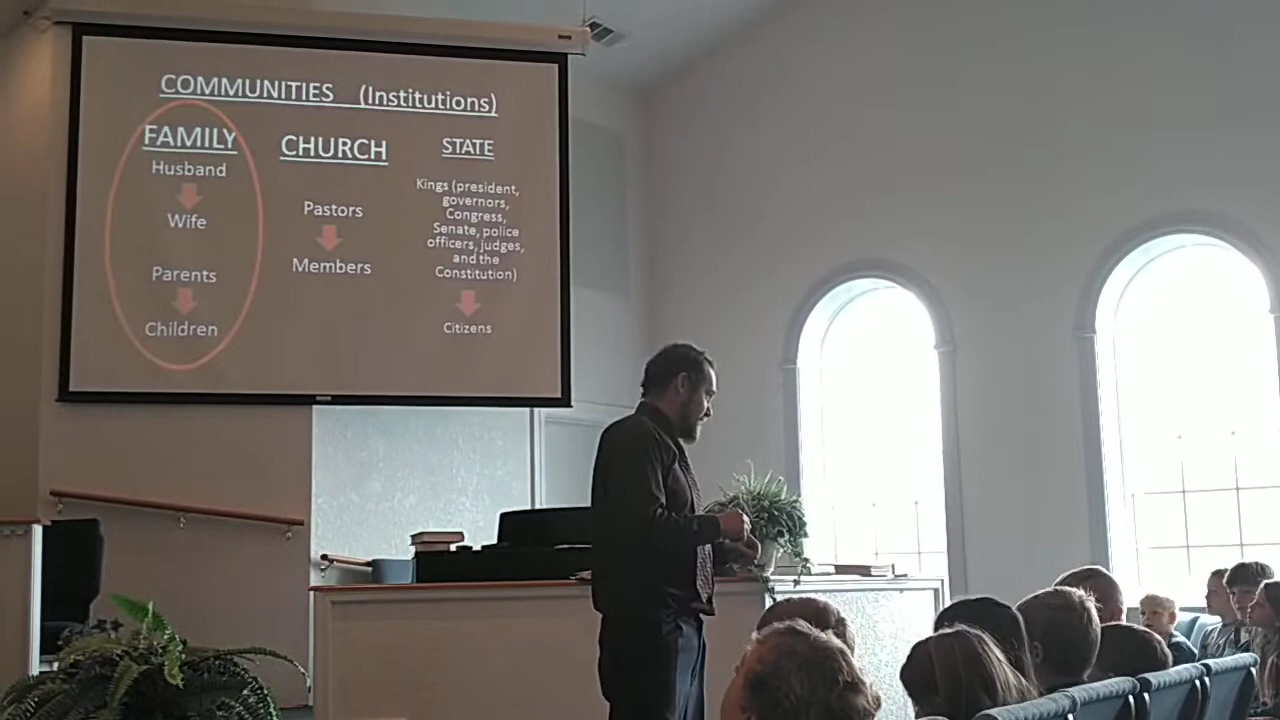 COMMUNITIES (Institutions)
FAMILY
Husband
Wife
Parents
Children
CHURCH
Pastors
Members
STATE
Kings (president,
governors,
Congress,
Senate, police
officers, judges,
and the
Constitution)
Citizens